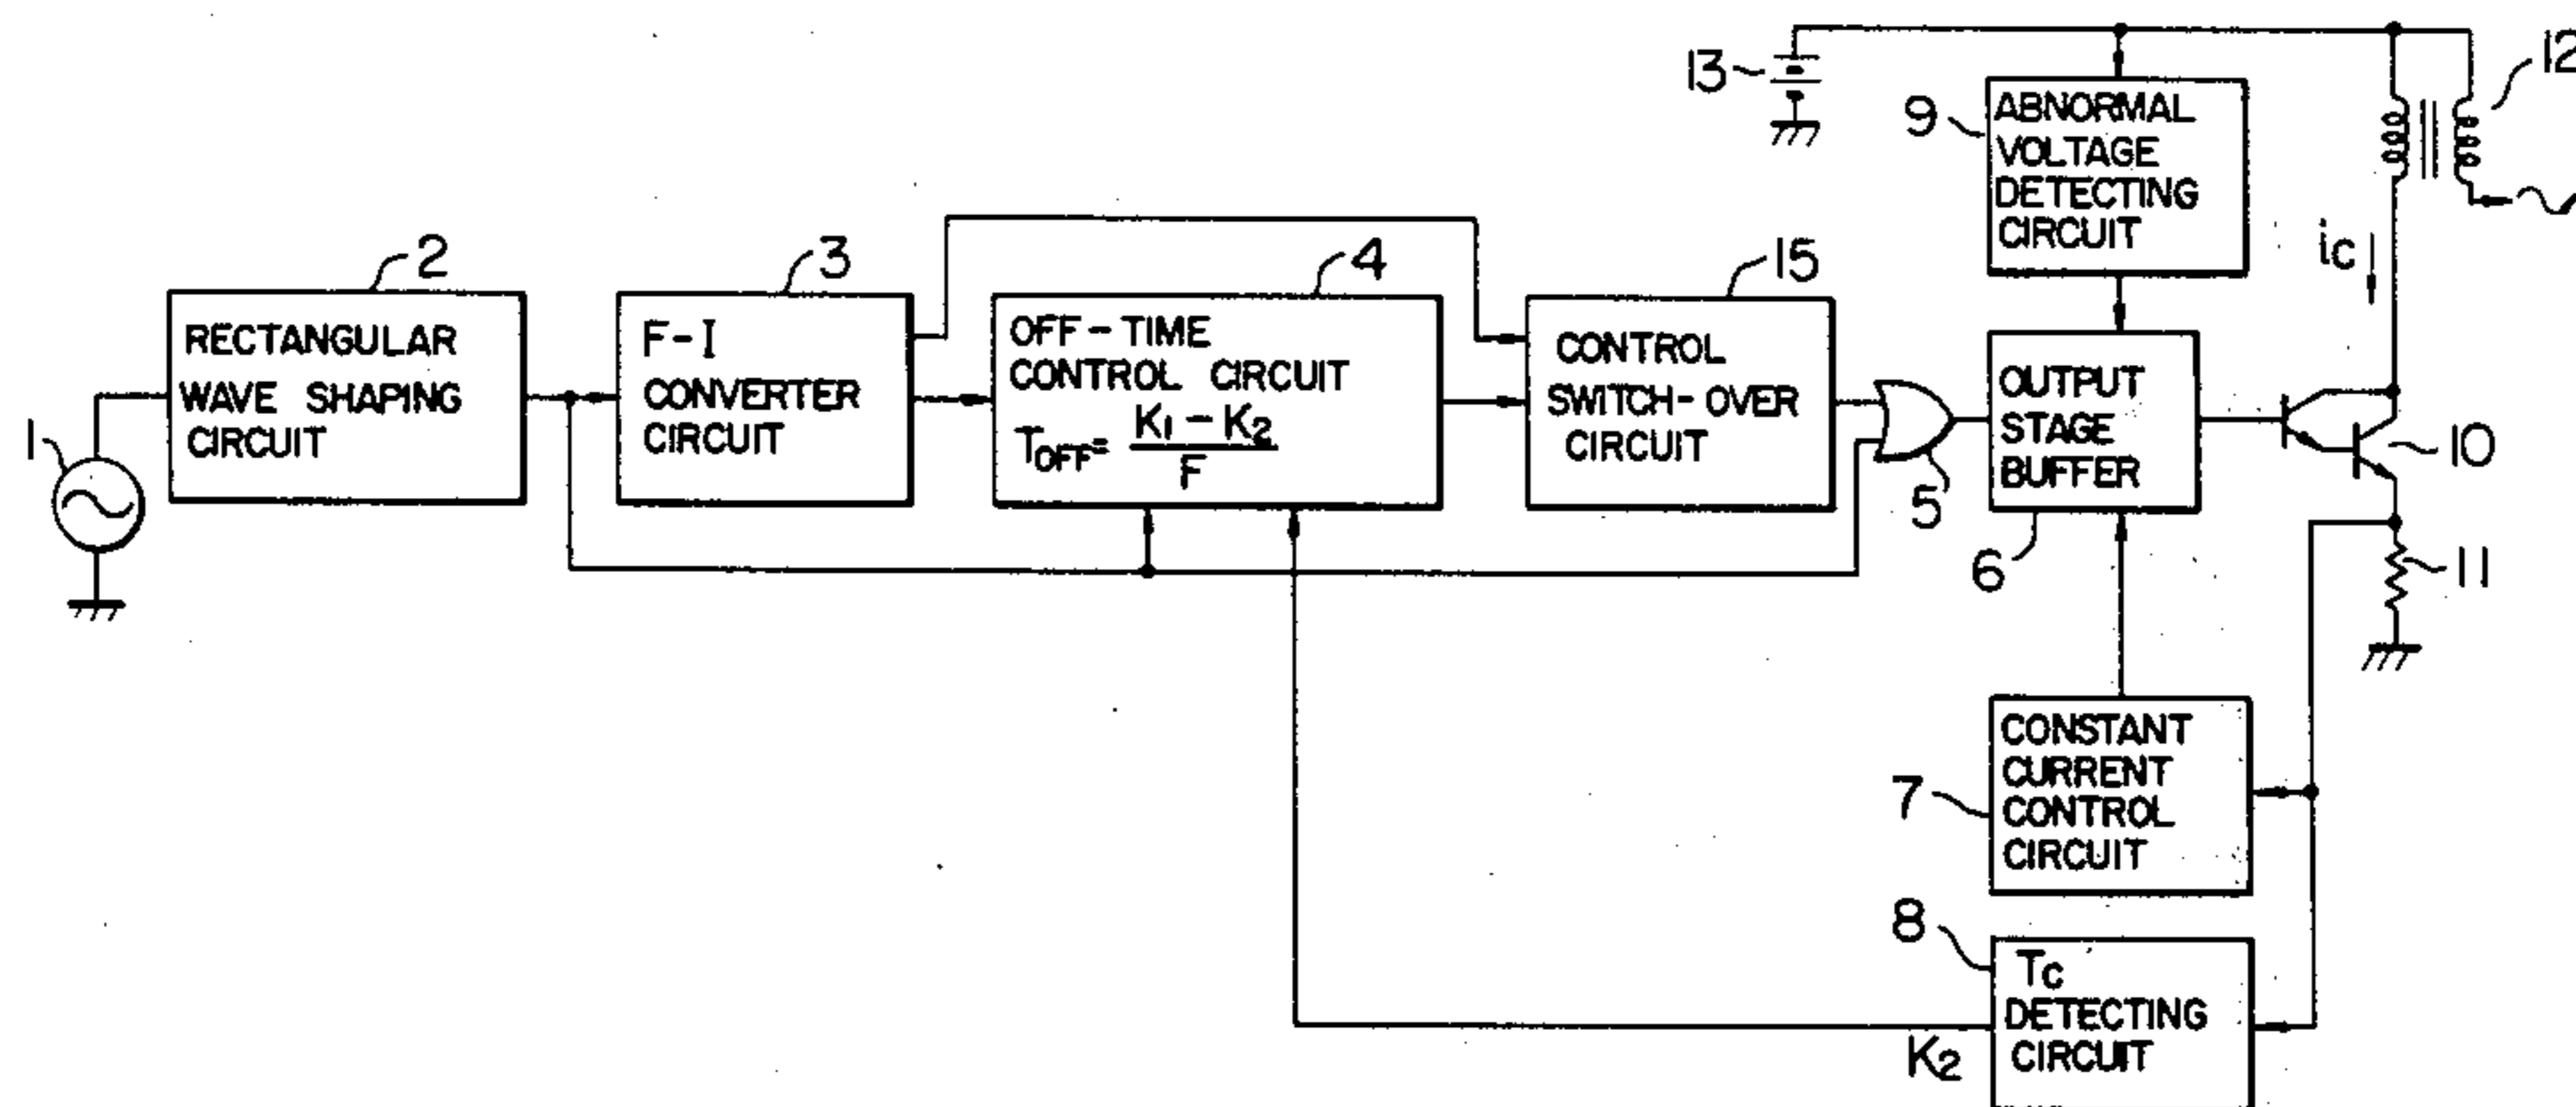 1
2
RECTANGULAR
WAVE SHAPING
CIRCUIT
3
F-I
CONVERTER
CIRCUIT
4
OFF-TIME
CONTROL CIRCUIT
TOFF= K1 - K2
F
15
CONTROL
SWITCH-OVER
CIRCUIT
5
13
9
ABNORMAL
VOLTAGE
DETECTING
CIRCUIT
12
ic
6
OUTPUT
STAGE
BUFFER
10
11
7
CONSTANT
CURRENT
CONTROL
CIRCUIT
8
Tc
DETECTING
CIRCUIT
K2